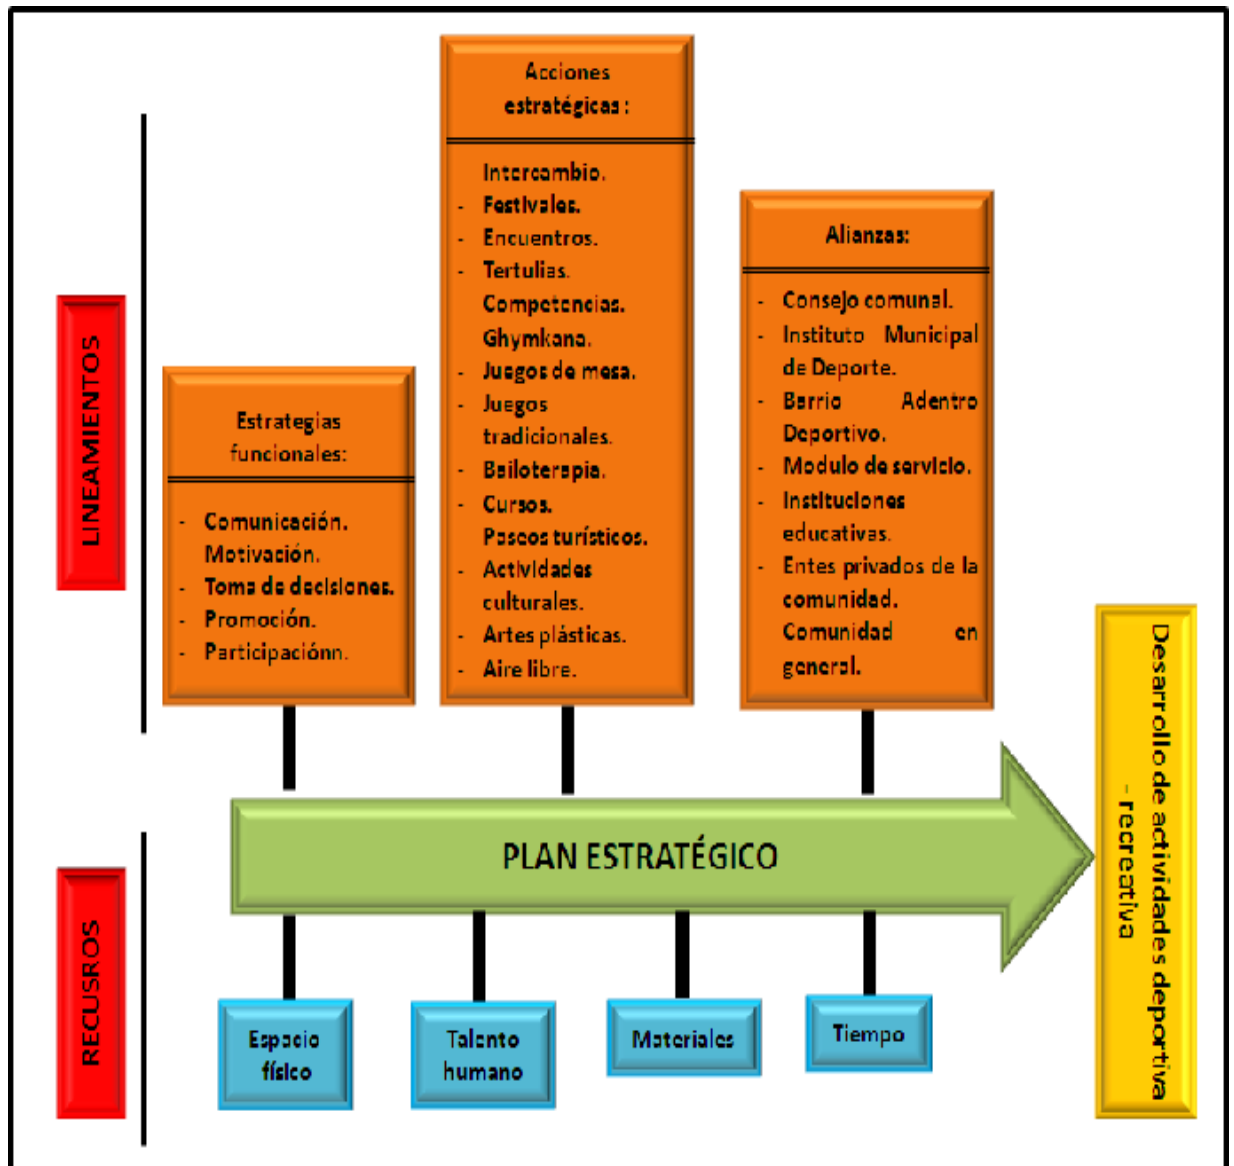 LINEAMIENTOS
Estrategias
funcionales:
- Comunicación.
Motivación.
- Toma de decisiones.
- Promoción.
- Participaciónn.
Acciones
estratégicas :
Intercambio.
- Festivales.
- Encuentros.
- Tertulias.
Competencias.
Ghymkana.
- Juegos de mesa.
- Juegos
tradicionales.
- Bailoterapia.
- Cursos.
Paseos turísticos.
- Actividades
culturales.
- Artes plásticas.
- Aire libre.
Alianzas:
- Consejo comunal.
- Instituto Municipal
de Deporte.
- Barrio Adentro
Deportivo.
- Modulo de servicio.
- Instituciones
educativas.
- Entes privados de la
comunidad.
Comunidad en
general.
PLAN ESTRATÉGICO
Desarrollo de actividades deportiva
- recreativa
RECUSROS
Espacio
físico
Talento
humano
Materiales
Tiempo